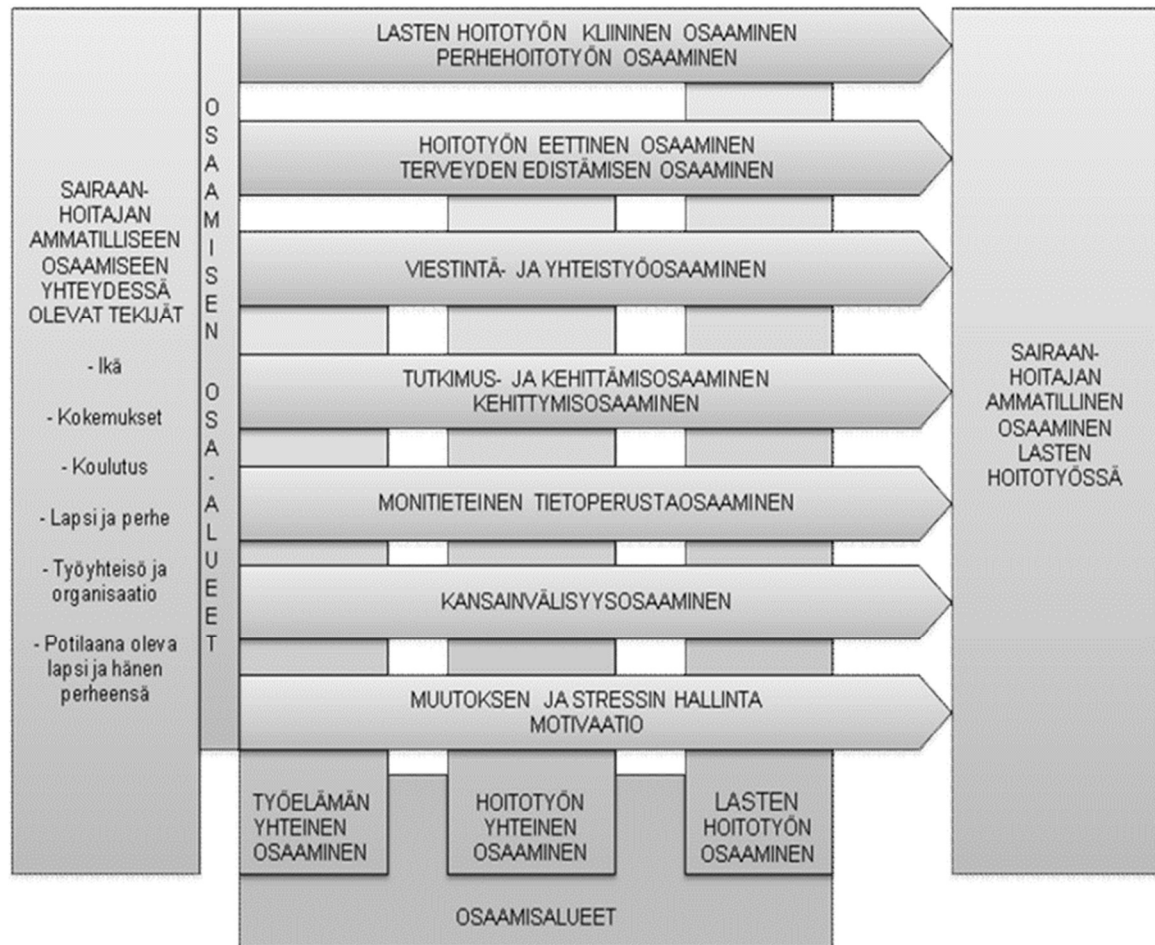 SAIRAAN-
HOITAJAN
AMMATILLISEEN
OSAAMISEEN
YHTEYDESSÄ
OLEVAT TEKIJÄT
- Ikä
- Kokemukset
- Koulutus
- Lapsi ja perhe
- Työyhteisö ja
organisaatio
- Potilaana oleva
lapsi ja hänen
perheensä
OSAAMISEN OSA-ALUEET
LASTEN HOITOTYÖN KLIININEN OSAAMINEN
PERHEHOITOTYÖN OSAAMINEN
HOITOTYÖN EETTINEN OSAAMINEN
TERVEYDEN EDISTÄMISEN OSAAMINEN
VIESTINTÄ- JA YHTEISTYÖOSAAMINEN
TUTKIMUS- JA KEHITTÄMISOSAAMINEN
KEHITTYMISOSAAMINEN
MONITIETEINEN TIETOPERUSTAOSAAMINEN
KANSAINVÄLISYYSOSAAMINEN
MUUTOKSEN JA STRESSIN HALLINTA
MOTIVAATIO
TYÖELÄMÄN
YHTEINEN
OSAAMINEN
HOITOTYÖN
YHTEINEN
OSAAMINEN
LASTEN
HOITOTYÖN
OSAAMINEN
OSAAMISALUEET
SAIRAAN-
HOITAJAN
AMMATILLINEN
OSAAMINEN
LASTEN
HOITOTYÖSSÄ